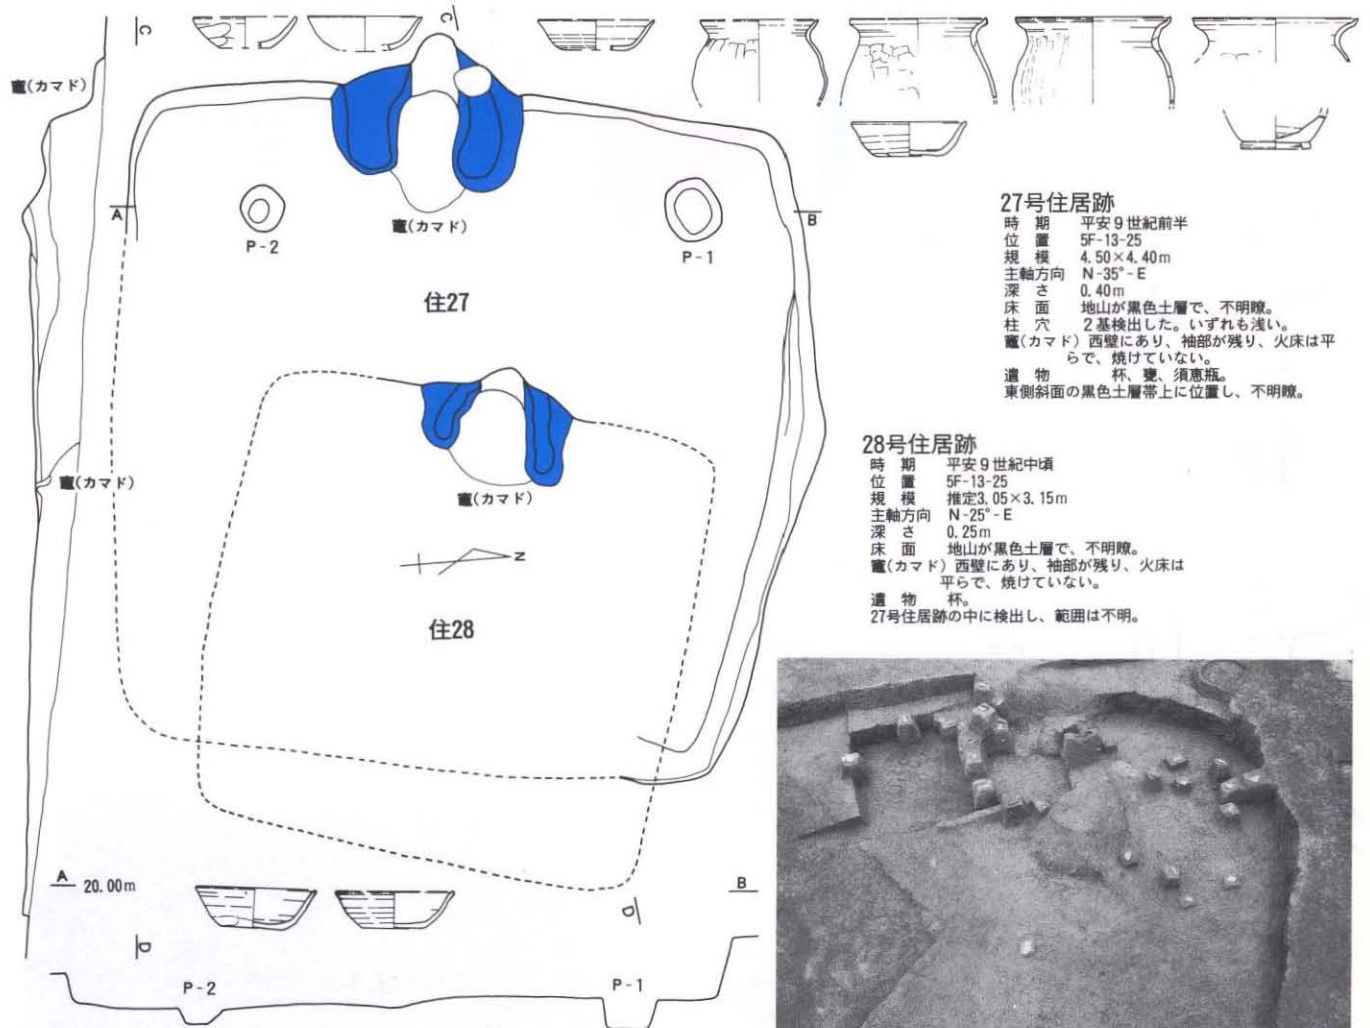 C
C
竈(カマド)
A
P-2
竈(カマド)
P-1
B
住27
竈(カマド)
竈(カマド)
N
住28
A 20.00m
B
D
D
P-2
P-1
27号住居跡
時 期 平安9世紀前半
位 置 5F-13-25
規 模 4.50×4.40m
主軸方向 N-35°-E
深 さ 0.40m
床 面 地山が黒色土層で、不明瞭。
柱 穴 2基検出した。いずれも浅い。
竈(カマド) 西壁にあり、袖部が残り、火床は平
らで、焼けていない。
遺 物 杯、甕、須恵瓶。
東側斜面の黒色土層帯上に位置し、不明瞭。
28号住居跡
時 期 平安9世紀中頃
位 置 5F-13-25
規 模 推定3.05×3.15m
主軸方向 N-25°-E
深 さ 0.25m
床 面 地山が黒色土層で、不明瞭。
竈(カマド) 西壁にあり、袖部が残り、火床は
平らで、焼けていない。
遺 物 杯。
27号住居跡の中に検出し、範囲は不明。